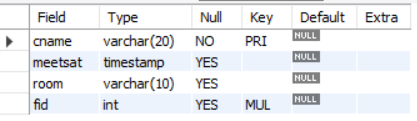 Field Type Null Key Default Extra
cname varchar(20) NO PRI NULL
meetsat timestamp YES NULL
room varchar(10) YES NULL
fid int YES MUL NULL